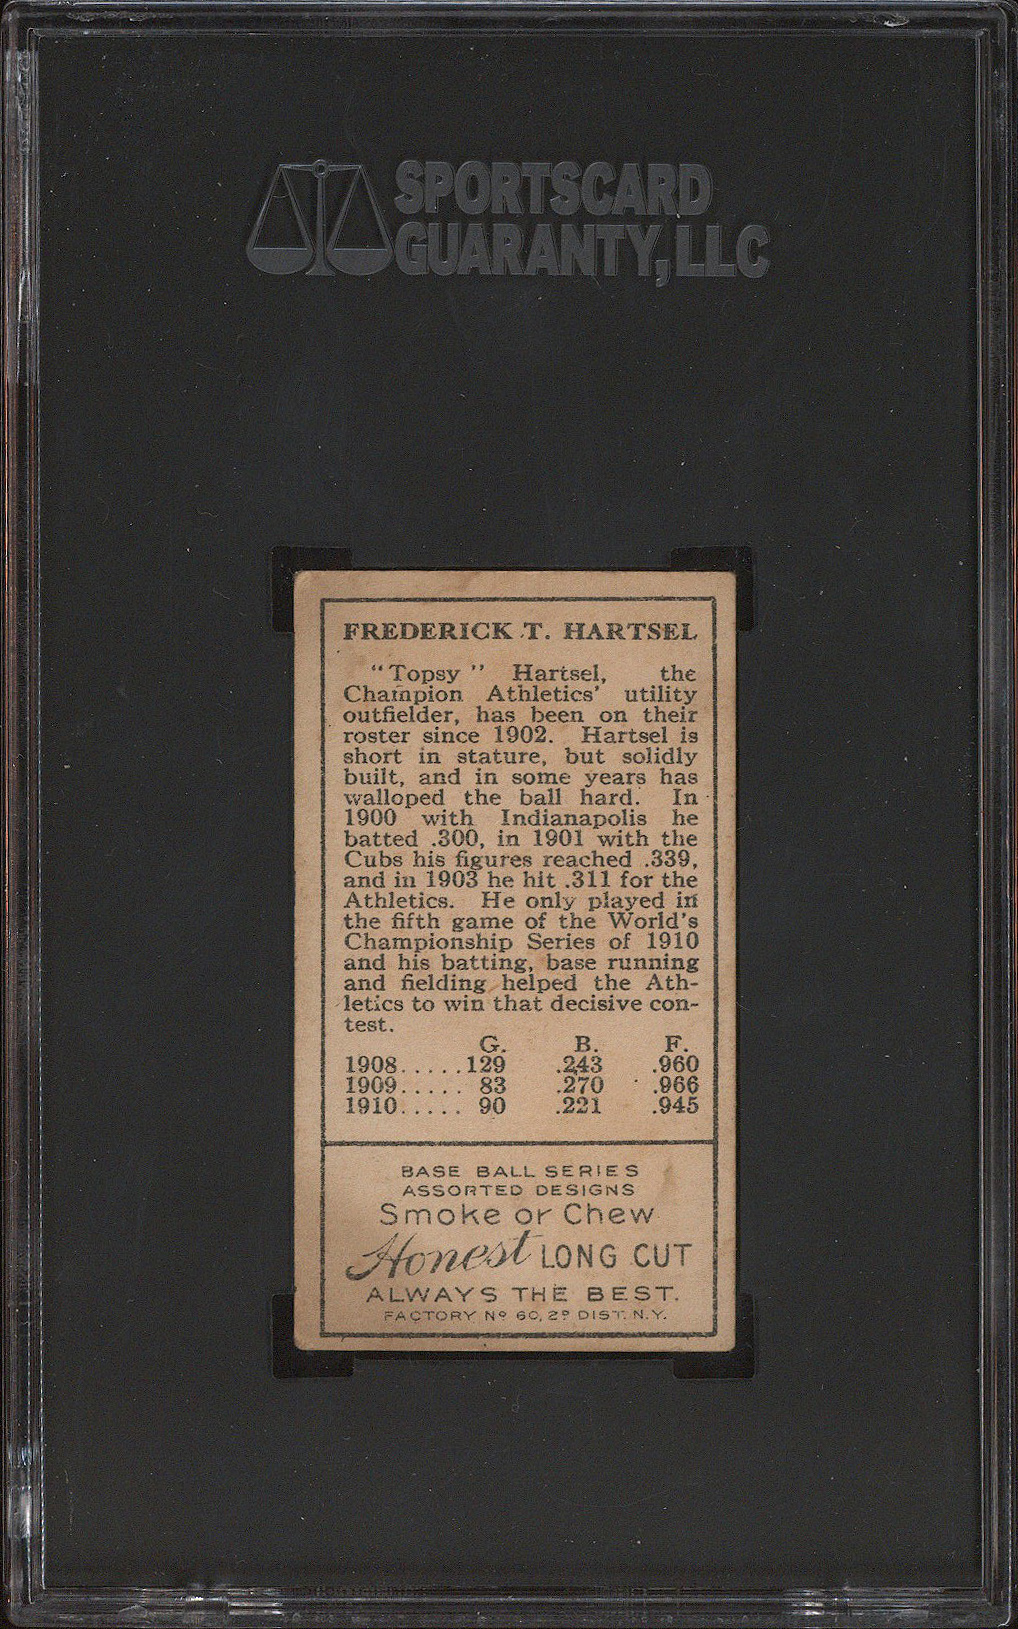 SPORTSCARD
GUARANTY, LLC
FREDERICK T. HARTSEL
"Topsy" Hartsel, the
Champion Athletics' utility
outfielder, has been on their
roster since 1902. Hartsel is
short in stature, but solidly
built, and in some years has
walloped the ball hard. In
1900 with Indianapolis he
batted .300, in 1901 with the
Cubs his figures reached .339,
and in 1903 he hit .311 for the
Athletics. He only played in
the fifth game of the World's
Championship Series of 1910
and his batting, base running
and fielding helped the Ath-
letics to win that decisive con-
test.
G. B. F.
1908.....129 .243 .960
1909..... 83 .270 .966
1910..... 90 .221 .945
BASE BALL SERIES
ASSORTED DESIGNS
Smoke or Chew
Honest LONG CUT
ALWAYS THE BEST.
FACTORY Nº 60, 2D DIST. N.Y.